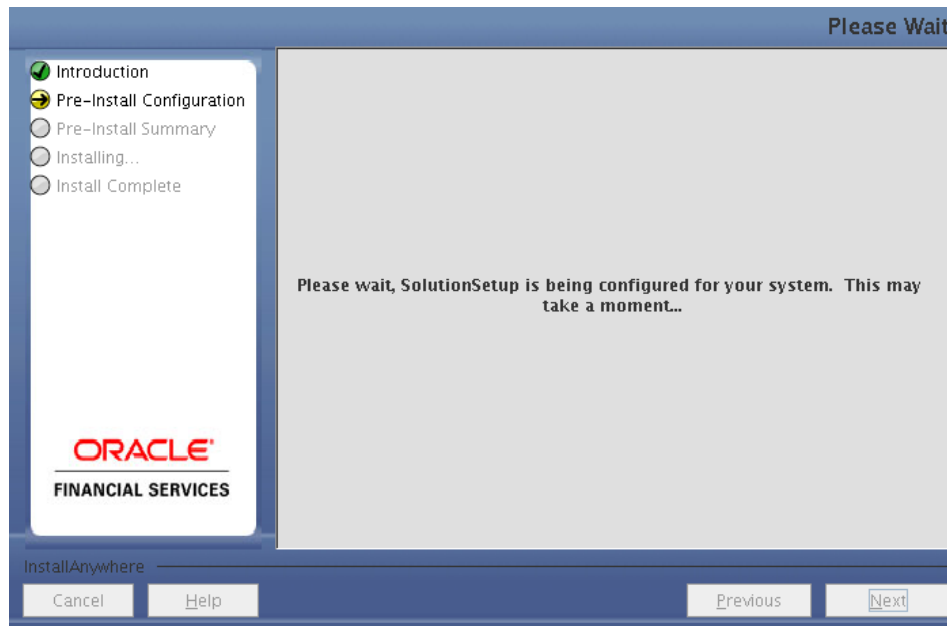 Please Wait
Introduction
Pre-Install Configuration
Pre-Install Summary
Installing...
Install Complete
Please wait, SolutionSetup is being configured for your system.  This may
take a moment...
ORACLE'
FINANCIAL SERVICES
InstallAnywhere
Cancel
Help
Previous
Next